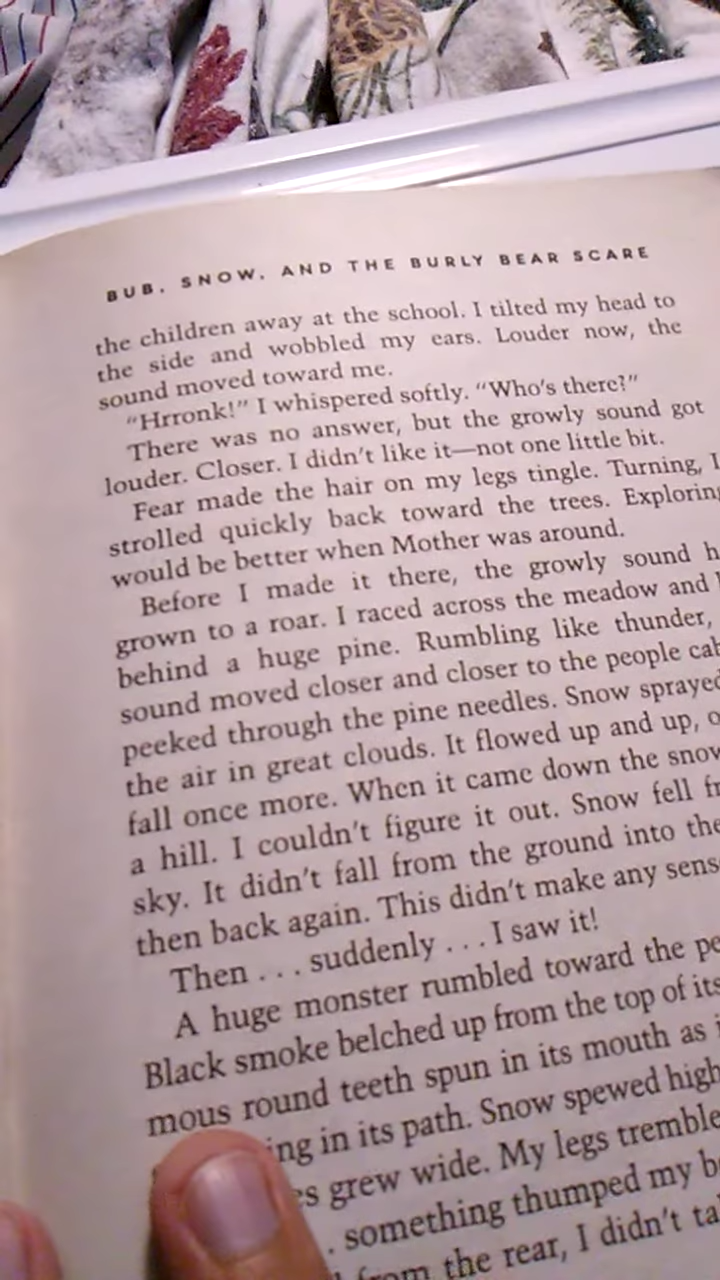 BUB, SNOW, AND THE BURLY BEAR SCARE
the children away at the school. I tilted my head to
the side and wobbled my ears. Louder now, the
sound moved toward me.
“Hrronk!” I whispered softly. “Who’s there?”
There was no answer, but the growly sound got
louder. Closer. I didn’t like it—not one little bit.
Fear made the hair on my legs tingle. Turning, I
strolled quickly back toward the trees. Exploring
would be better when Mother was around.
Before I made it there, the growly sound
grown to a roar. I raced across the meadow and
behind a huge pine. Rumbling like thunder,
sound moved closer and closer to the people
peeked through the pine needles. Snow sprayed
the air in great clouds. It flowed up and up,
fall once more. When it came down the
a hill. I couldn’t figure it out. Snow fell
sky. It didn’t fall from the ground into
then back again. This didn’t make any
Then . . . suddenly . . . I saw it!
A huge monster rumbled toward the
Black smoke belched up from the top of its
mous round teeth spun in its mouth as
ing in its path. Snow spewed high
grew wide. My legs
. something thumped my
from the rear, I didn’t